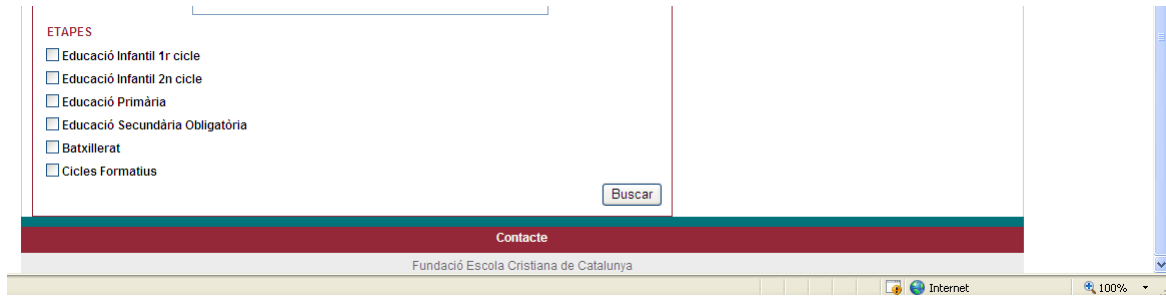 ETAPES
Educació Infantil 1r cicle
Educació Infantil 2n cicle
Educació Primària
Educació Secundària Obligatòria
Batxillerat
Cicles Formatius
Buscar
Contacte
Fundació Escola Cristiana de Catalunya
Internet
100%